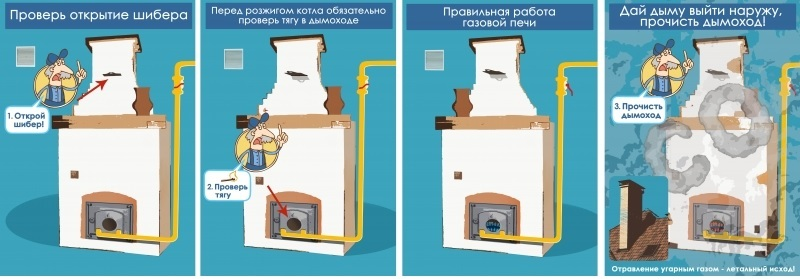 Проверь открытие шибера
1. Открой
шибер!
Перед розжигом котла обязательно
проверь тягу в дымоходе
2. Проверь
тягу
Правильная работа
газовой печи
Дай дыму выйти наружу,
прочисть дымоход!
3. Прочисть
дымоход
CO
Отравление угарным газом - летальный исход!